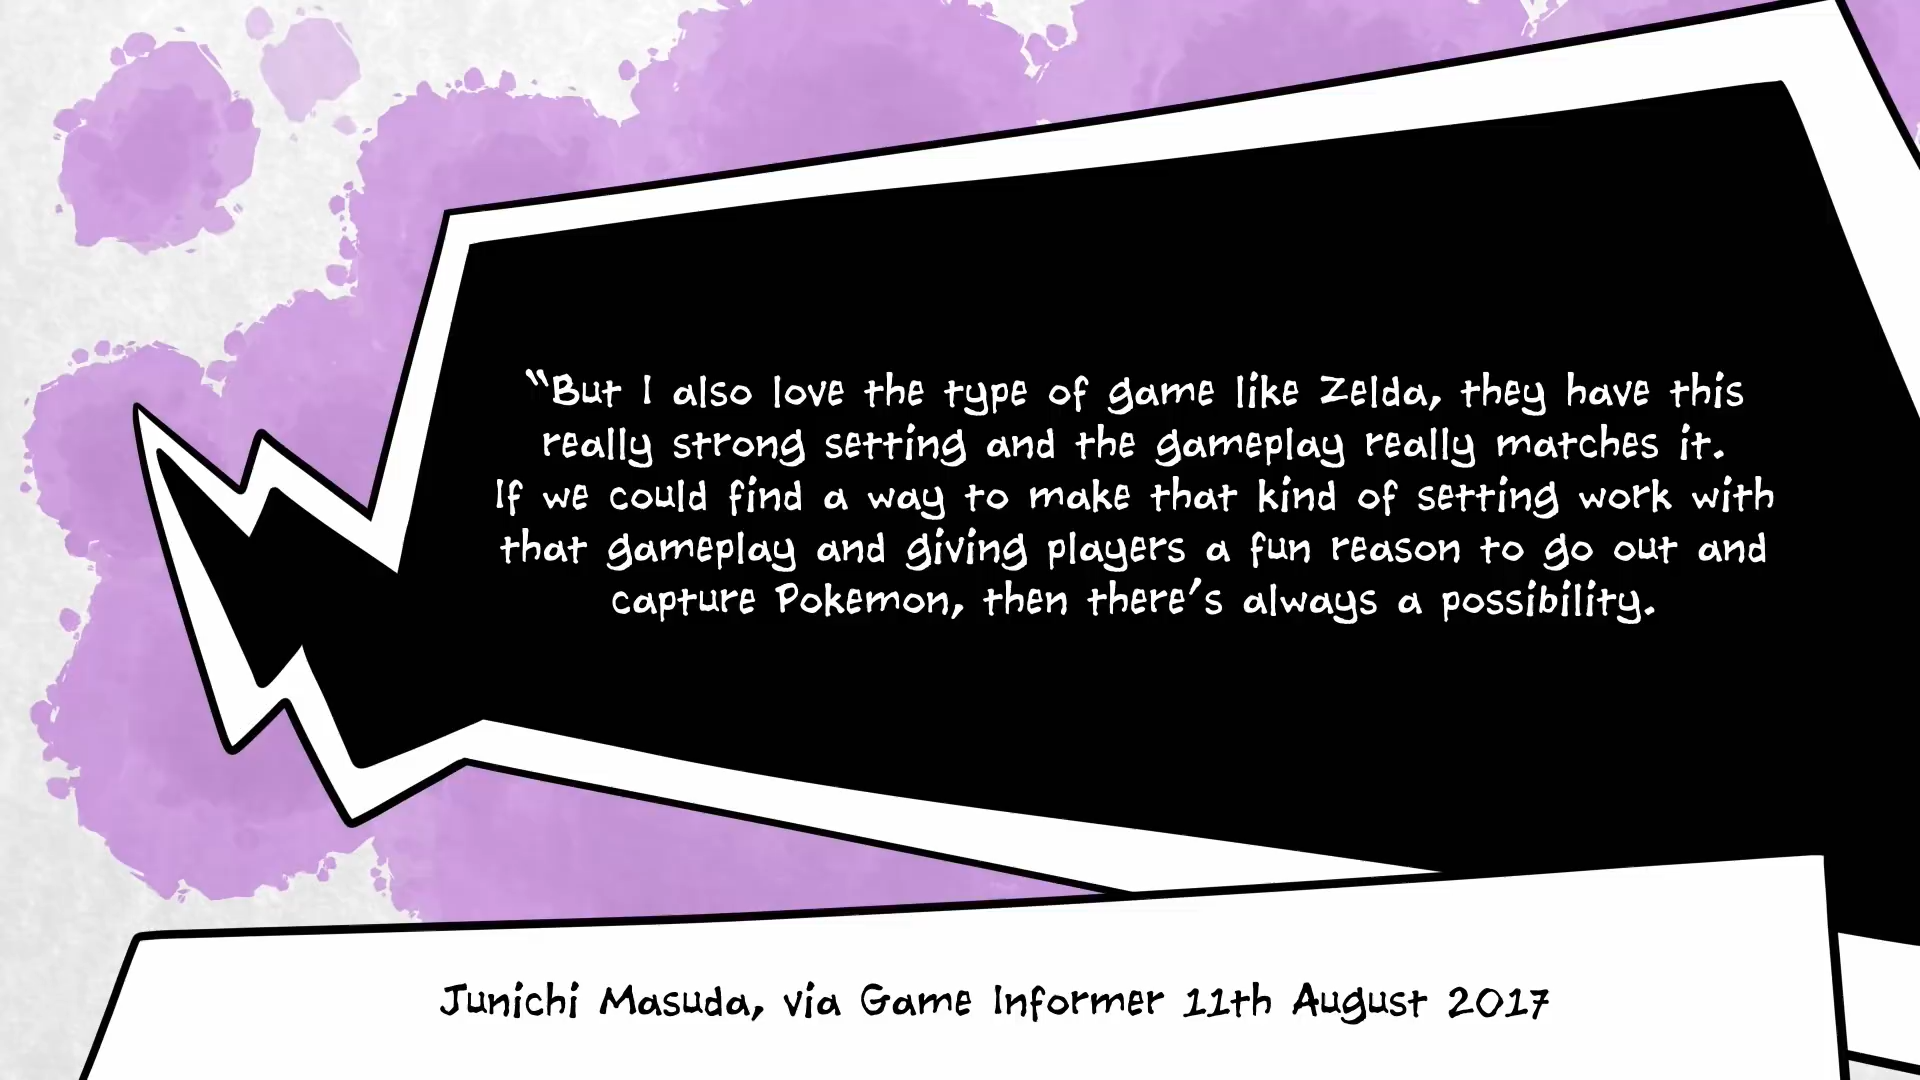 “But I also love the type of game like Zelda, they have this
really strong setting and the gameplay really matches it.
If we could find a way to make that kind of setting work with
that gameplay and giving players a fun reason to go out and
capture Pokemon, then there’s always a possibility.
Junichi Masuda, via Game Informer 11th August 2017